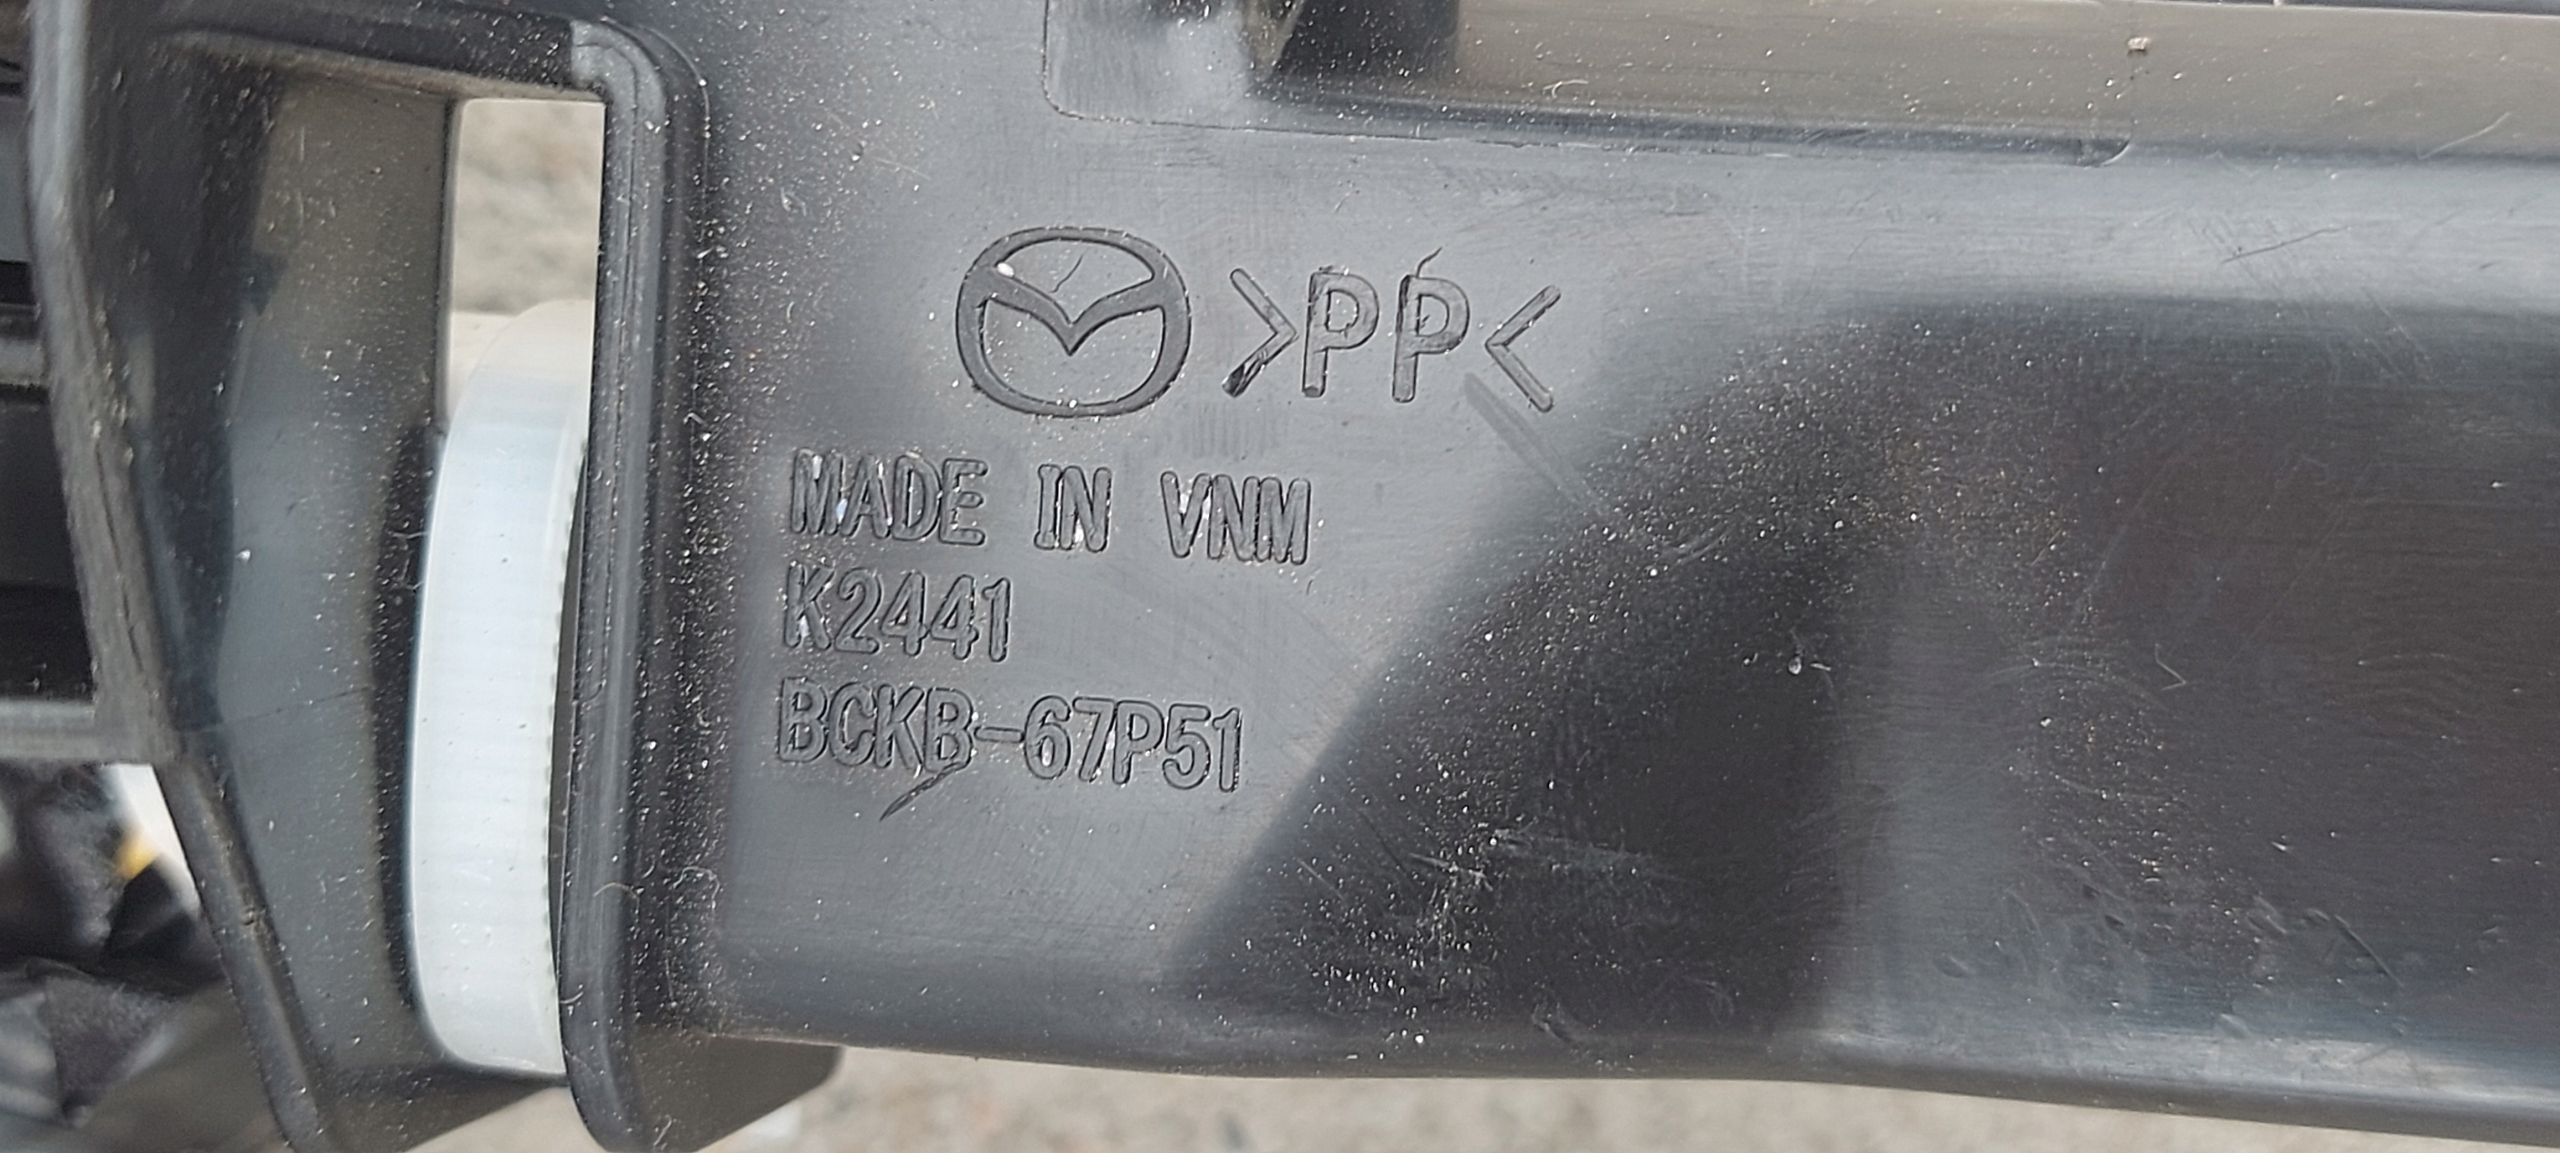 >PP<
MADE IN VNM
K2441
BCKB-67P51